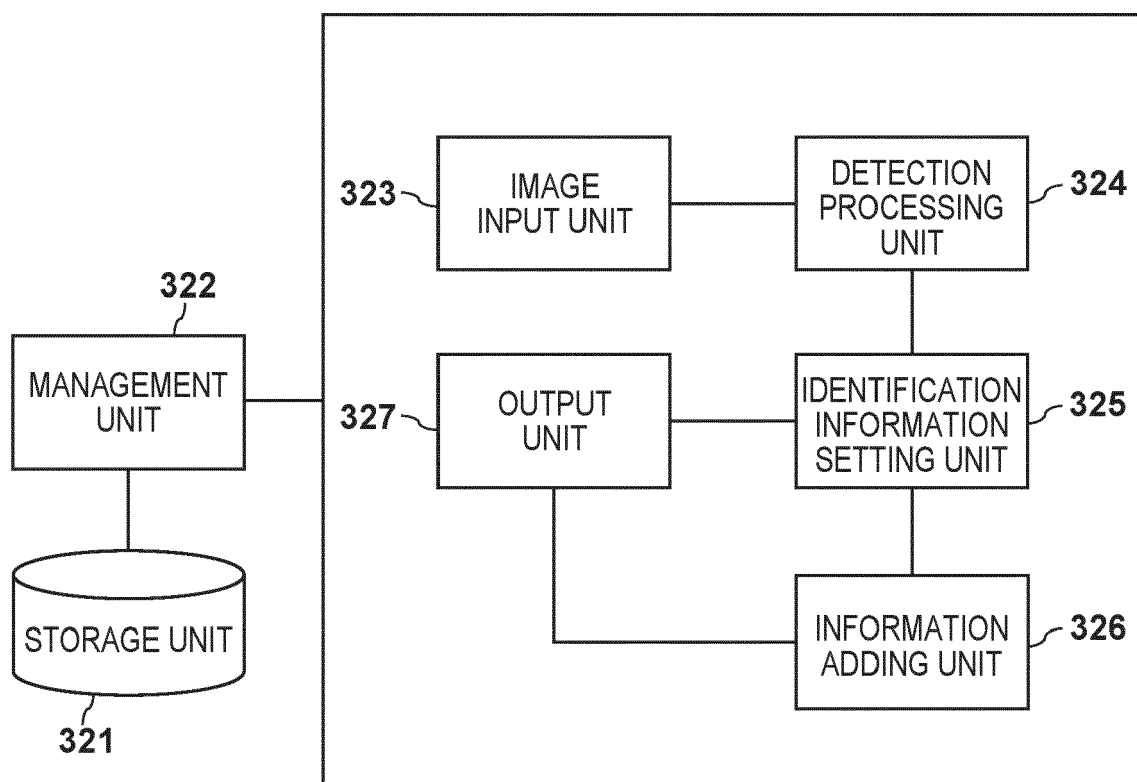 323
IMAGE
INPUT UNIT
DETECTION
PROCESSING
UNIT
324
322
MANAGEMENT
UNIT
327
OUTPUT
UNIT
IDENTIFICATION
INFORMATION
SETTING UNIT
325
STORAGE UNIT
321
INFORMATION
ADDING UNIT
326